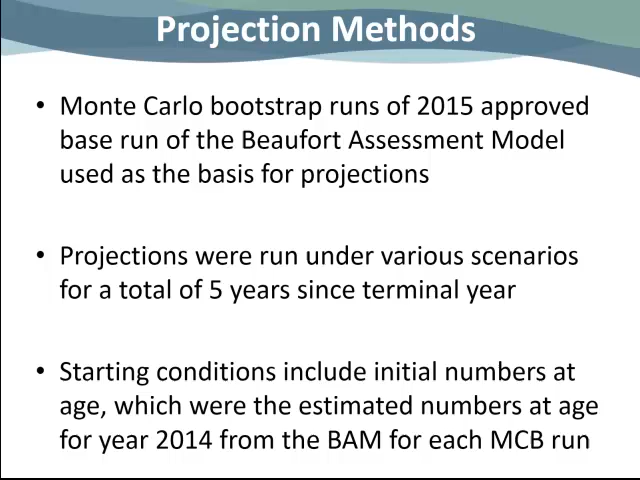 Projection Methods
• Monte Carlo bootstrap runs of 2015 approved
base run of the Beaufort Assessment Model
used as the basis for projections
• Projections were run under various scenarios
for a total of 5 years since terminal year
• Starting conditions include initial numbers at
age, which were the estimated numbers at age
for year 2014 from the BAM for each MCB run